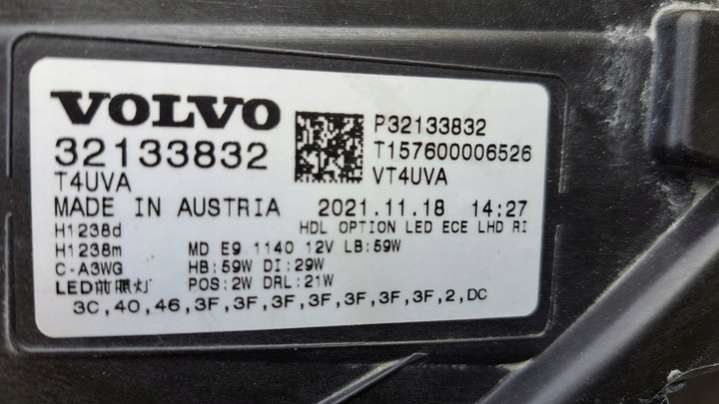 VOLVO
32133832
T4UVA
P32133832
T157600006526
VT4UVA
MADE IN AUSTRIA 2021.11.18 14:27
H1238d HDL OPTION LED ECE LHD RI
H1238m MD E9 1140 12V LB:59W
C-A3WG HB:59W DI:29W
LED前照灯 POS:2W DRL:21W
3C,40,46,3F,3F,3F,3F,3F,3F,3F,2,DC